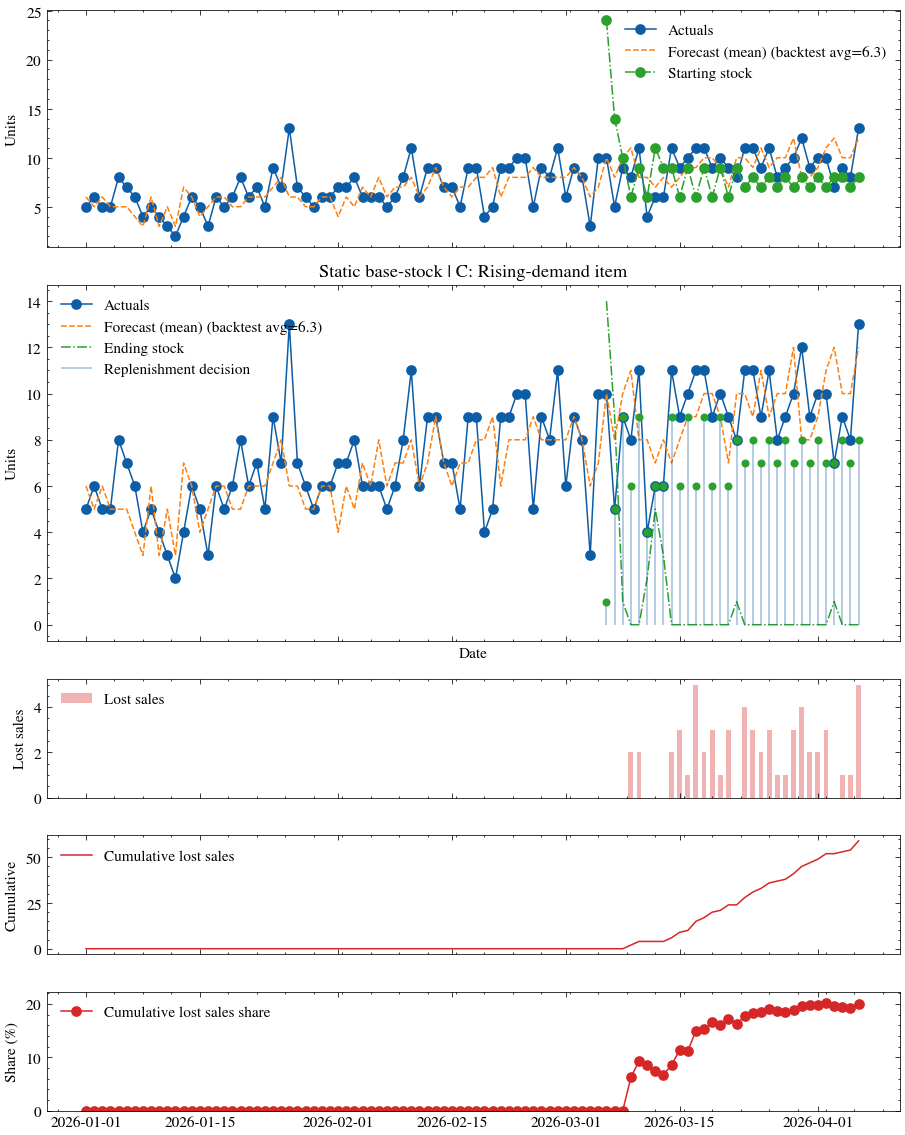 25
20
15
10
5
Units
Actuals
Forecast (mean) (backtest avg=6.3)
Starting stock
Static base-stock | C: Rising-demand item
14
12
10
8
6
4
2
0
Units
Actuals
Forecast (mean) (backtest avg=6.3)
Ending stock
Replenishment decision
Date
4
2
0
Lost sales
Lost sales
50
25
0
Cumulative
Cumulative lost sales
20
10
0
Share (%)
Cumulative lost sales share
2026-01-01 2026-01-15 2026-02-01 2026-02-15 2026-03-01 2026-03-15 2026-04-01